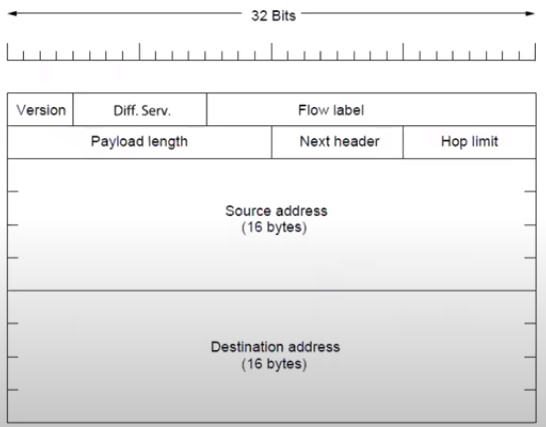 32 Bits
Version Diff. Serv. Flow label
Payload length Next header Hop limit
Source address
(16 bytes)
Destination address
(16 bytes)